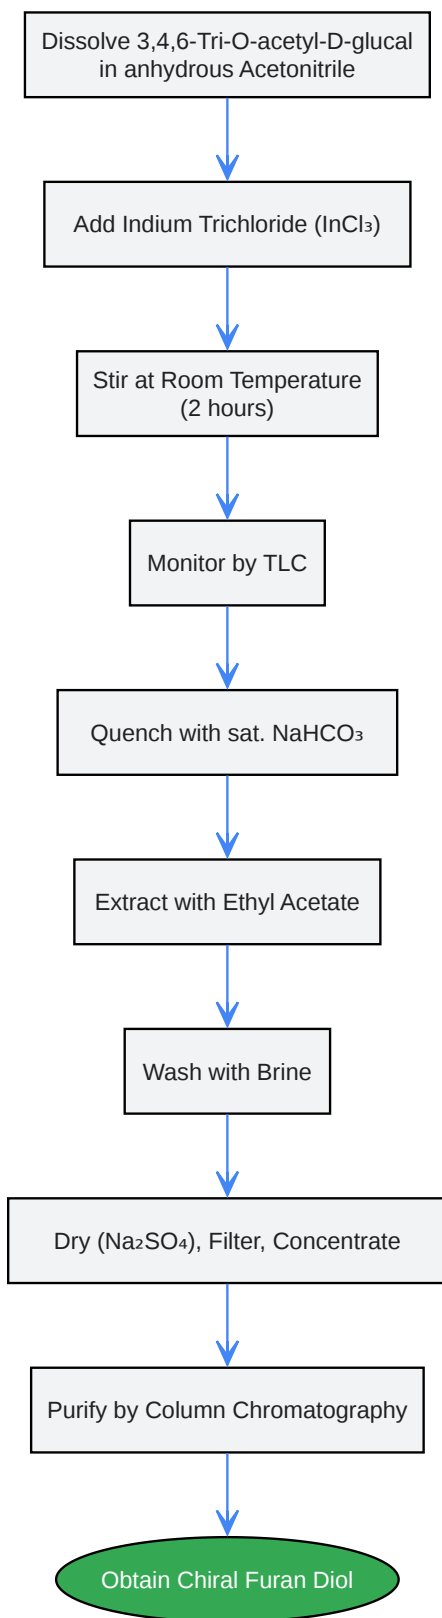 Dissolve 3,4,6-Tri-O-acetyl-D-glucal
in anhydrous Acetonitrile
Add Indium Trichloride (InCl₃)
Stir at Room Temperature
(2 hours)
Monitor by TLC
Quench with sat. NaHCO₃
Extract with Ethyl Acetate
Wash with Brine
Dry (Na₂SO₄), Filter, Concentrate
Purify by Column Chromatography
Obtain Chiral Furan Diol